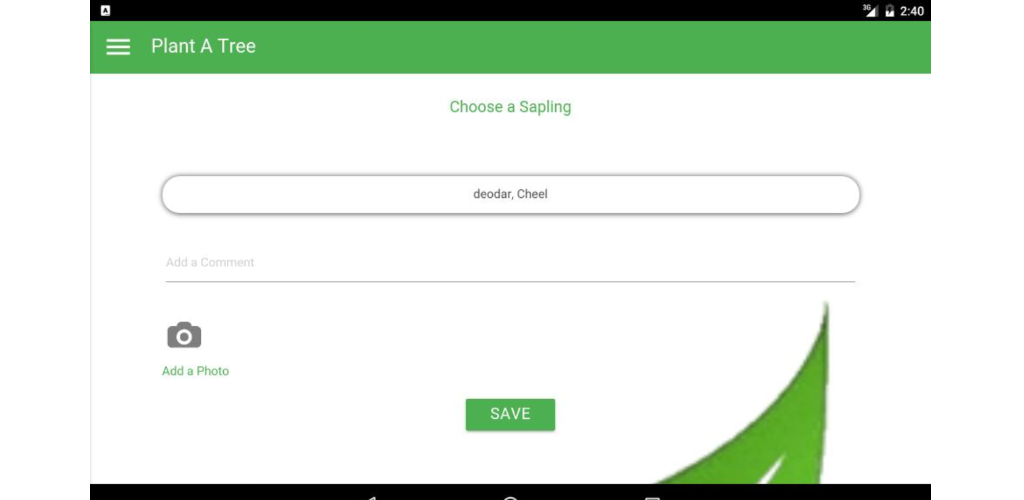 3G
2:40
Plant A Tree
Choose a Sapling
deodar, Cheel
Add a Comment
Add a Photo
SAVE